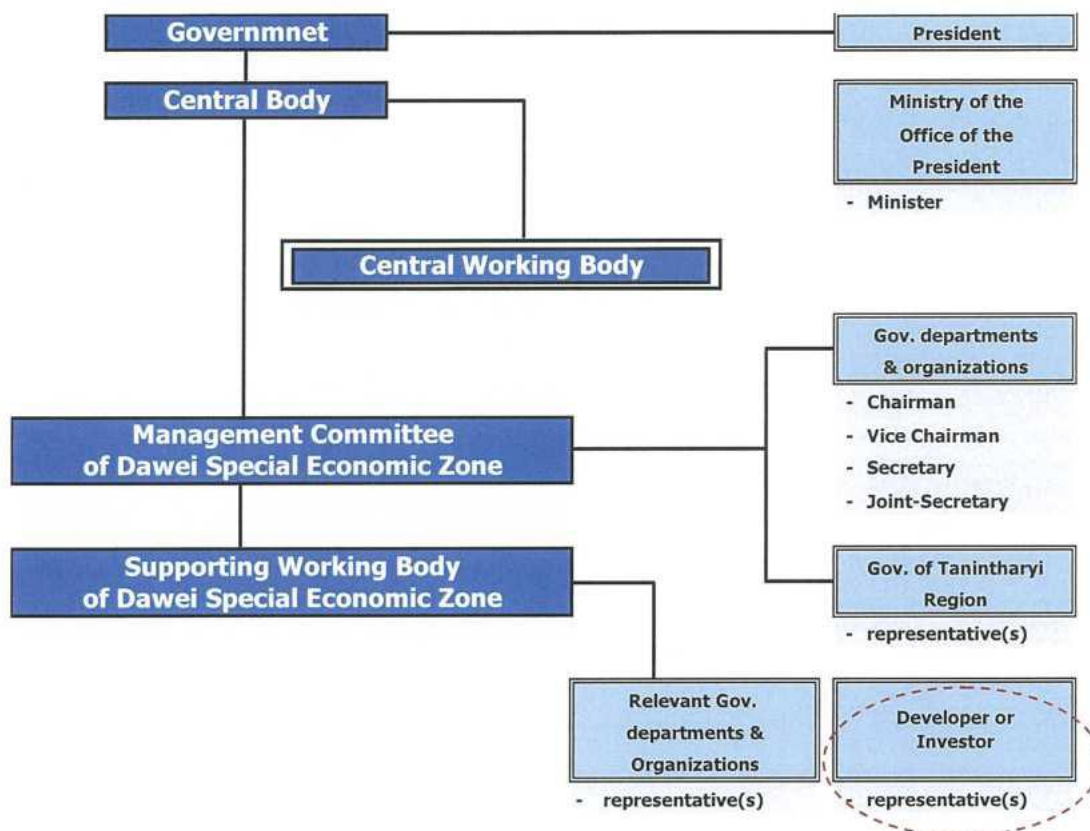 Governmnet
President
Central Body
Ministry of the
Office of the
President
- Minister
Central Working Body
Gov. departments
& organizations
- Chairman
- Vice Chairman
- Secretary
- Joint-Secretary
Management Committee
of Dawei Special Economic Zone
Supporting Working Body
of Dawei Special Economic Zone
Gov. of Tanintharyi
Region
- representative(s)
Relevant Gov.
departments &
Organizations
- representative(s)
Developer or
Investor
- representative(s)